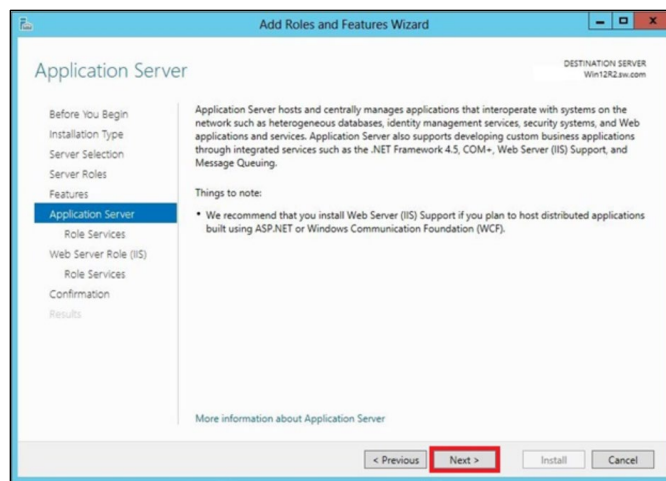 Add Roles and Features Wizard
Application Server
DESTINATION SERVER
Win12R2.sw.com
Before You Begin
Installation Type
Server Selection
Server Roles
Features
Application Server
Role Services
Web Server Role (IIS)
Role Services
Confirmation
Results
Application Server hosts and centrally manages applications that interoperate with systems on the
network such as heterogeneous databases, identity management services, security systems, and Web
applications and services. Application Server also supports developing custom business applications
through integrated services such as the .NET Framework 4.5, COM+, Web Server (IIS) Support, and
Message Queuing.
Things to note:
• We recommend that you install Web Server (IIS) Support if you plan to host distributed applications
built using ASP.NET or Windows Communication Foundation (WCF).
More information about Application Server
< Previous
Next >
Install
Cancel